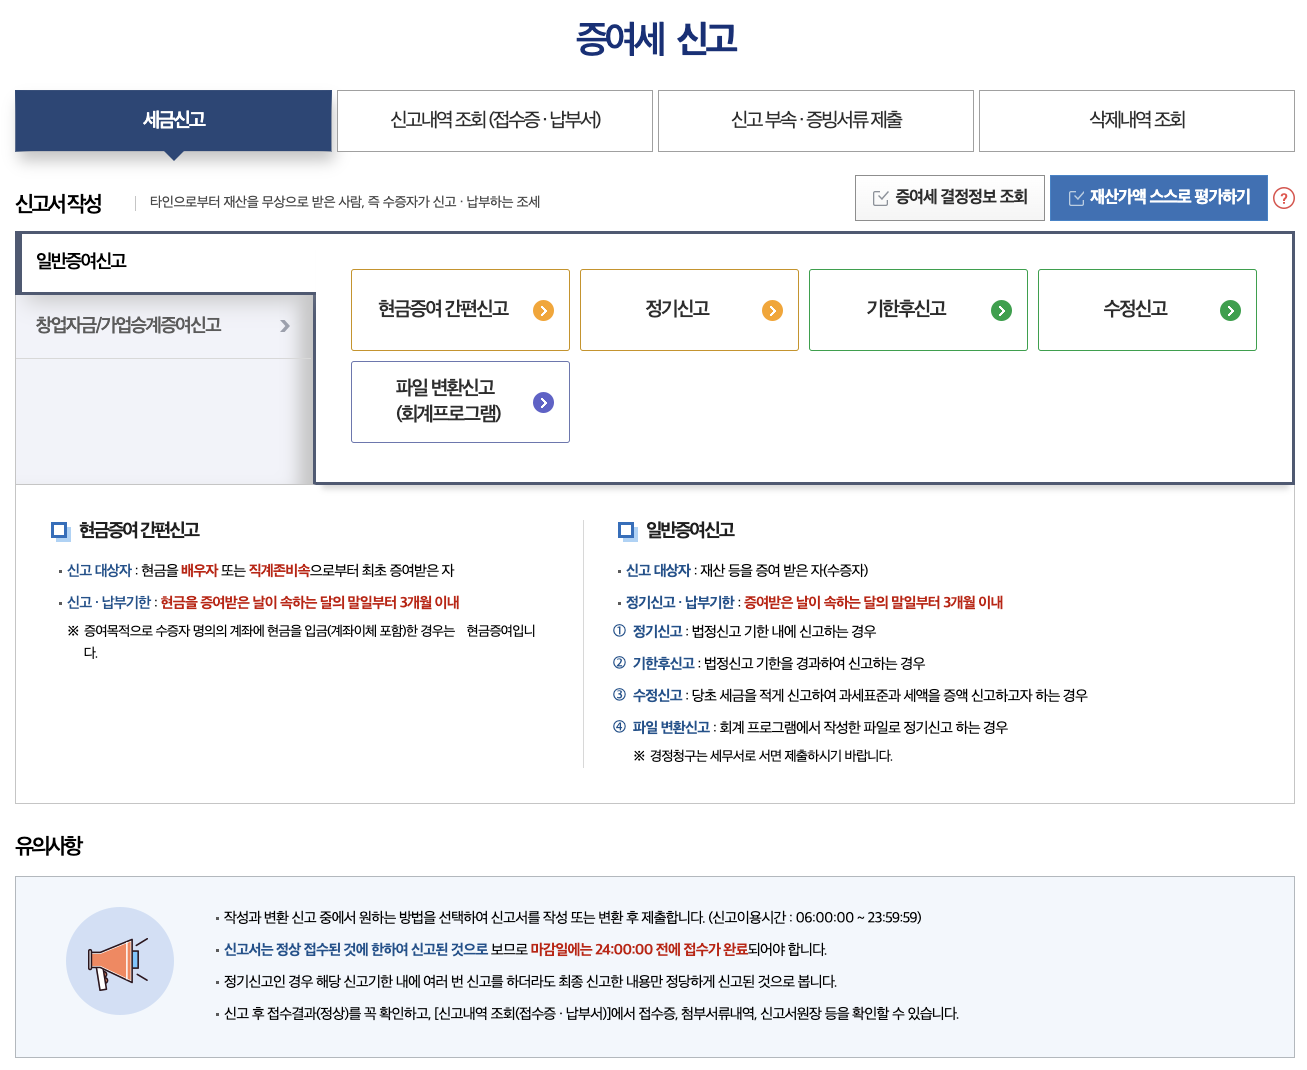 증여세 신고
세금신고
신고내역 조회 (접수증 · 납부서)
신고 부속 · 증빙서류 제출
삭제내역 조회
신고서 작성
타인으로부터 재산을 무상으로 받은 사람, 즉 수증자가 신고 · 납부하는 조세
증여세 결정정보 조회
재산가액 스스로 평가하기
?
일반증여신고
창업자금/가업승계증여신고
현금증여 간편신고
정기신고
기한후신고
수정신고
파일 변환신고
(회계프로그램)
현금증여 간편신고
신고 대상자 : 현금을 배우자 또는 직계존비속으로부터 최초 증여받은 자
신고 · 납부기한 : 현금을 증여받은 날이 속하는 달의 말일부터 3개월 이내
※ 증여목적으로 수증자 명의의 계좌에 현금을 입금(계좌이체 포함)한 경우는 현금증여입니
다.
일반증여신고
신고 대상자 : 재산 등을 증여 받은 자(수증자)
정기신고 · 납부기한 : 증여받은 날이 속하는 달의 말일부터 3개월 이내
① 정기신고 : 법정신고 기한 내에 신고하는 경우
② 기한후신고 : 법정신고 기한을 경과하여 신고하는 경우
③ 수정신고 : 당초 세금을 적게 신고하여 과세표준과 세액을 증액 신고하고자 하는 경우
④ 파일 변환신고 : 회계 프로그램에서 작성한 파일로 정기신고 하는 경우
※ 경정청구는 세무서로 서면 제출하시기 바랍니다.
유의사항
작성과 변환 신고 중에서 원하는 방법을 선택하여 신고서를 작성 또는 변환 후 제출합니다. (신고이용시간 : 06:00:00 ~ 23:59:59)
신고서는 정상 접수된 것에 한하여 신고된 것으로 보므로 마감일에는 24:00:00 전에 접수가 완료되어야 합니다.
정기신고인 경우 해당 신고기한 내에 여러 번 신고를 하더라도 최종 신고한 내용만 정당하게 신고된 것으로 봅니다.
신고 후 접수결과(정상)를 꼭 확인하고, [신고내역 조회(접수증 · 납부서)]에서 접수증, 첨부서류내역, 신고서원장 등을 확인할 수 있습니다.